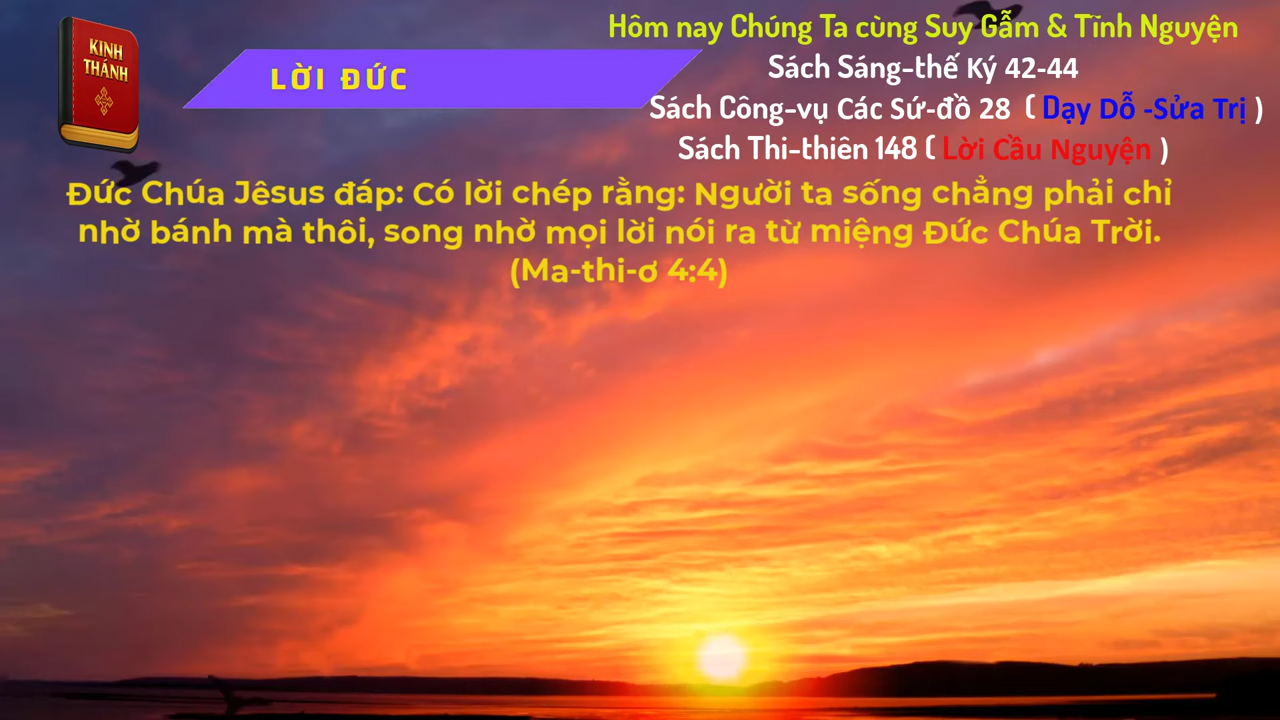 KINH
THÁNH
LỜI ĐỨC
Hôm nay Chúng Ta cùng Suy Gẫm & Tĩnh Nguyện
Sách Sáng-thế Ký 42-44
Sách Công-vụ Các Sứ-đồ 28 ( Dạy Dỗ -Sửa Trị )
Sách Thi-thiên 148 ( Lời Cầu Nguyện )
Đức Chúa Jêsus đáp: Có lời chép rằng: Người ta sống chẳng phải chỉ
nhờ bánh mà thôi, song nhờ mọi lời nói ra từ miệng Đức Chúa Trời.
(Ma-thi-ơ 4:4)